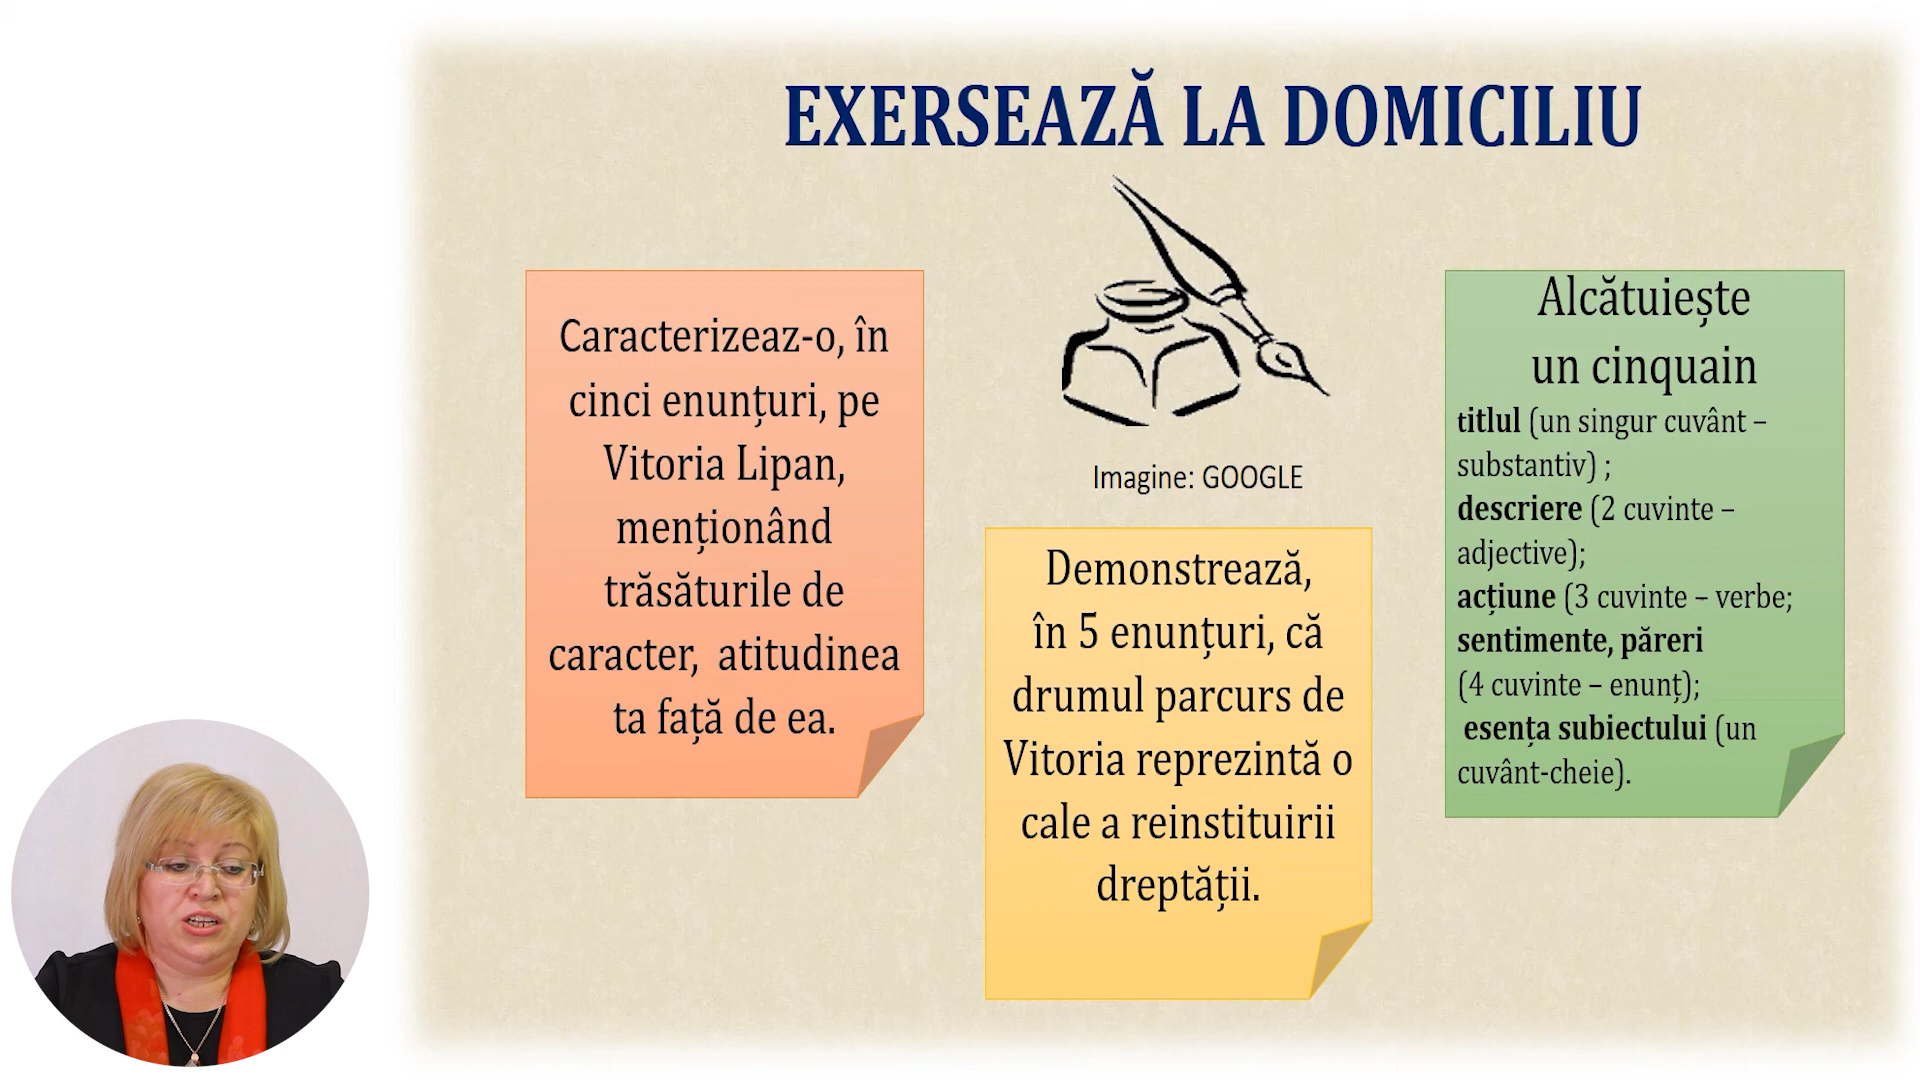 EXERSEAZĂ LA DOMICILIU
Caracterizeaz-o, în
cinci enunțuri, pe
Vitoria Lipan,
menționând
trăsăturile de
caracter, atitudinea
ta față de ea.
Imagine: GOOGLE
Demonstrează,
în 5 enunțuri, că
drumul parcurs de
Vitoria reprezintă o
cale a reinstituirii
dreptății.
Alcătuiește
un cinquain
titlul (un singur cuvânt –
substantiv) ;
descriere (2 cuvinte –
adjective);
acțiune (3 cuvinte – verbe;
sentimente, păreri
(4 cuvinte – enunț);
esența subiectului (un
cuvânt-cheie).